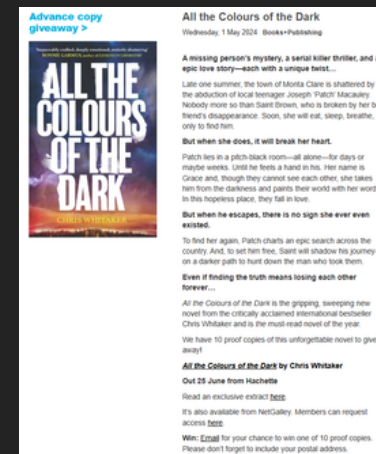 Advance copy
giveaway >
ALL THE
COLOURS
OF THE
DARK
CHRIS WHITAKER
All the Colours of the Dark
Wednesday, 1 May 2024 Books+Publishing
A missing person's mystery, a serial killer thriller, and a
epic love story—each with a unique twist…
Late one summer, the town of Monta Clare is shattered by
the abduction of local teenager Joseph 'Patch' Macauley.
Nobody more so than Saint Brown, who is broken by her b
friend's disappearance. Soon, she will eat, sleep, breathe,
only to find him.
But when she does, it will break her heart.
Patch lies in a pitch-black room—all alone—for days or
maybe weeks. Until he feels a hand in his. Her name is
Grace and, though they cannot see each other, she takes
him from the darkness and paints their world with her word
In this hopeless place, they fall in love.
But when he escapes, there is no sign she ever even
existed.
To find her again, Patch charts an epic search across the
country. And, to set him free, Saint will shadow his journey
on a darker path to hunt down the man who took them.
Even if finding the truth means losing each other
forever…
All the Colours of the Dark is the gripping, sweeping new
novel from the critically acclaimed international bestseller
Chris Whitaker and is the must-read novel of the year.
We have 10 proof copies of this unforgettable novel to give
away!
All the Colours of the Dark by Chris Whitaker
Out 25 June from Hachette
Read an exclusive extract here.
It's also available from NetGalley. Members can request
access here.
Win: Email for your chance to win one of 10 proof copies.
Please don't forget to include your postal address.